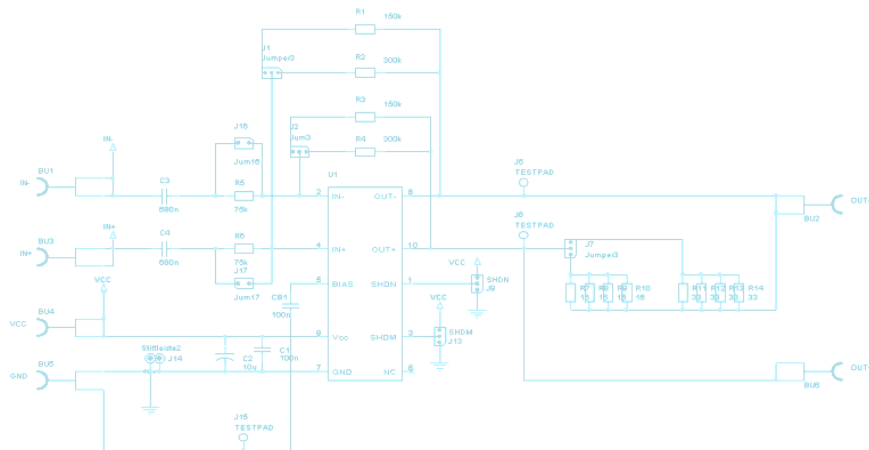 R1
150k
J1
Jumper3
R2
300k
R3
150k
J2
Jum3
R4
300k
J16
Jum16
IN-
BU1
IN-
C3
680n
R5
75k
U1
2
IN-
OUT-
8
J5
TESTPAD
OUT-
BU2
IN+
BU3
IN+
C4
680n
R6
75k
4
IN+
OUT+
10
J6
TESTPAD
J7
Jumper3
J17
Jum17
BIAS
SHDN
1
VCC
SHDN
J9
VCC
CB1
100n
R7
15
R8
15
R9
15
R10
15
R11
33
R12
33
R13
33
R14
33
BU4
VCC
9
Vcc
SHDM
3
VCC
SHDM
J13
Stiftleiste2
J14
C2
10u
C1
100n
BU5
GND
7
GND
NC
BU6
J15
TESTPAD